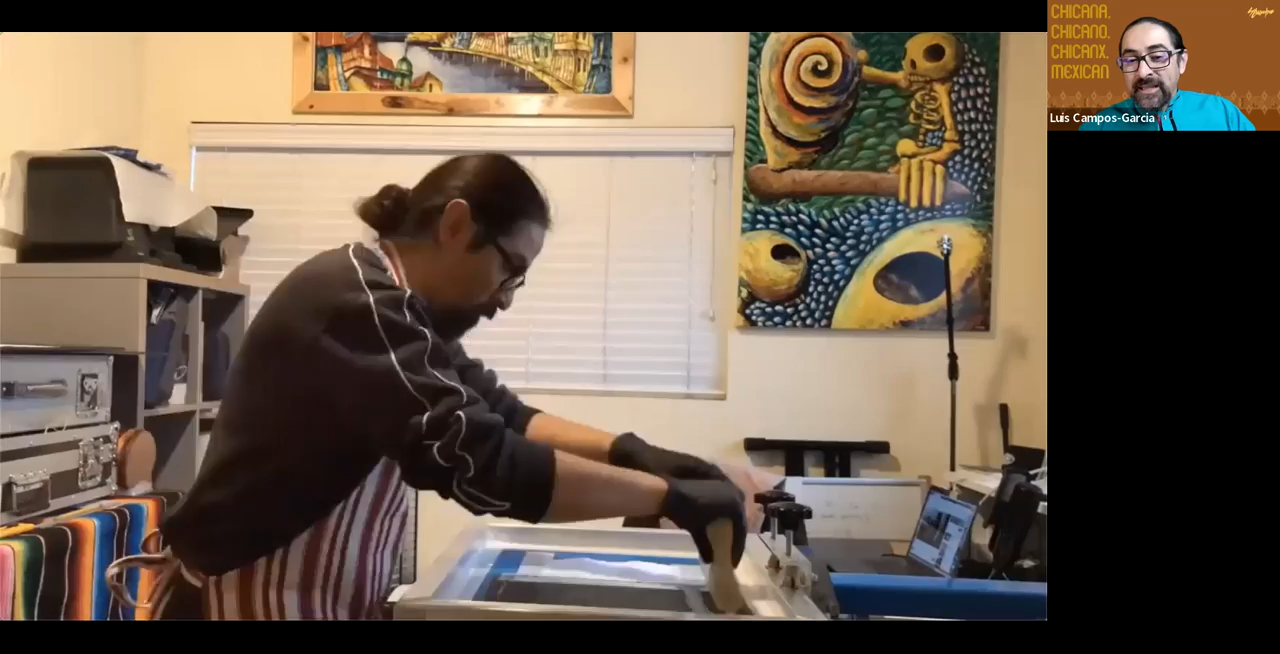 CHICANA,
CHICANO,
CHICANX,
MEXICAN
Luis Campos-Garcia